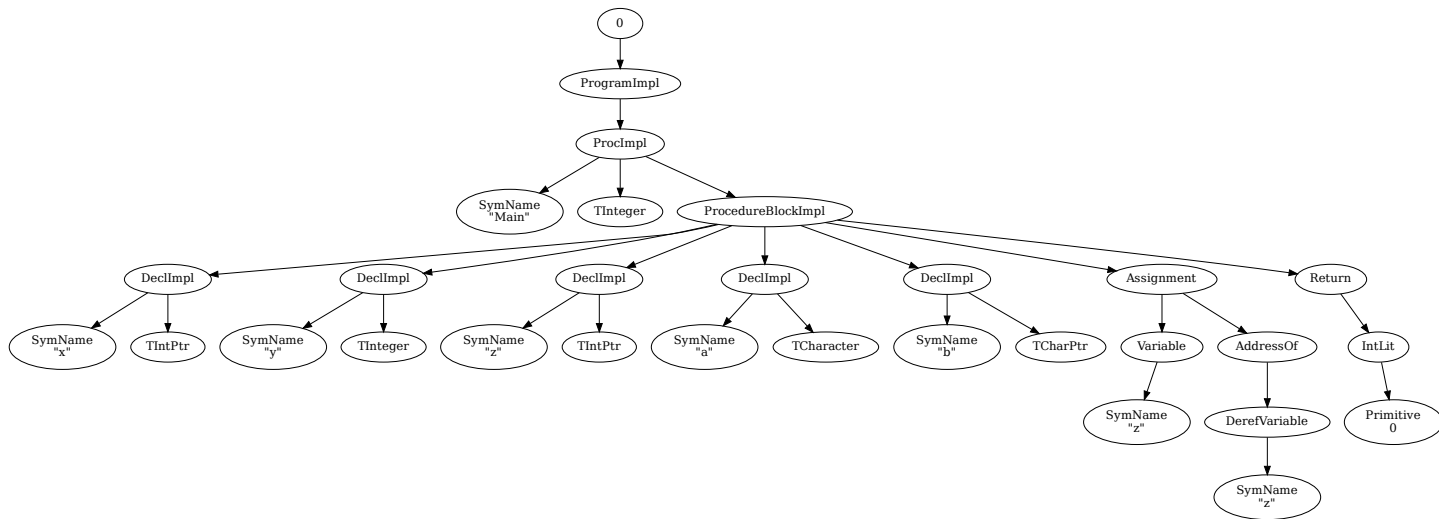 0
ProgramImpl
ProcImpl
SymName
"Main"
TInteger
ProcedureBlockImpl
DeclImpl
DeclImpl
DeclImpl
DeclImpl
DeclImpl
Assignment
Return
SymName
"x"
TIntPtr
SymName
"y"
TInteger
SymName
"z"
TIntPtr
SymName
"a"
TCharacter
SymName
"b"
TCharPtr
Variable
AddressOf
IntLit
SymName
"z"
DerefVariable
Primitive
0
SymName
"z"